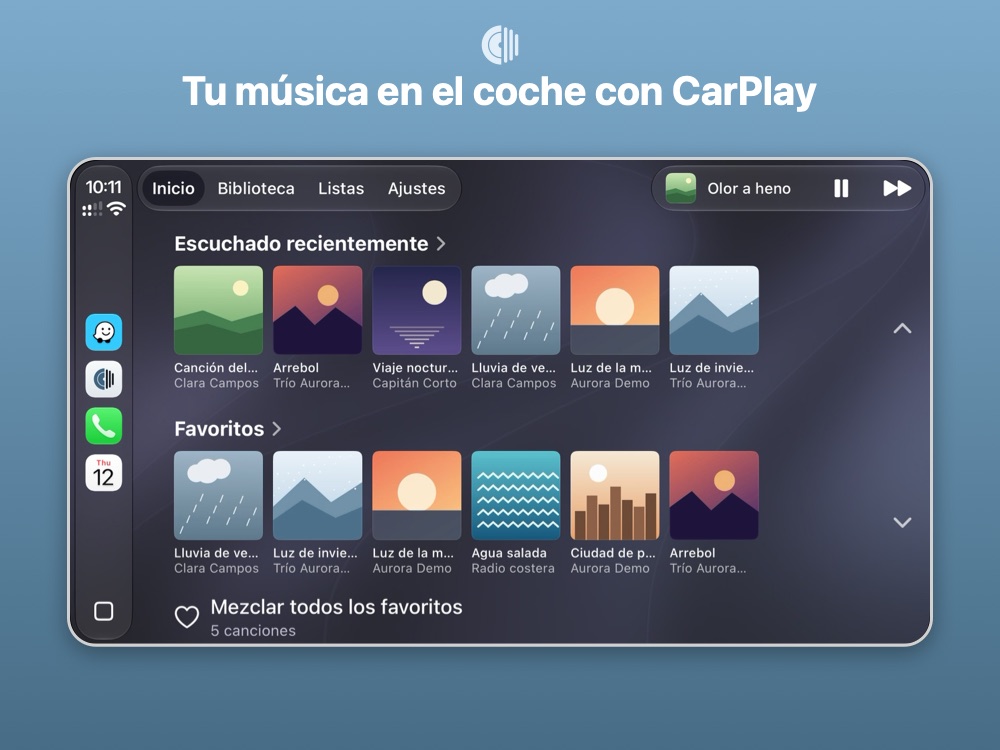 Tu música en el coche con CarPlay
10:11
Inicio Biblioteca Listas Ajustes
Olor a heno
Escuchado recientemente
Canción del... Arrebol Viaje noctur... Lluvia de ve... Luz de la m... Luz de invie...
Clara Campos Trío Aurora... Capitán Corto Clara Campos Aurora Demo Trío Aurora...
Favoritos
Thu
12
Lluvia de ve... Luz de invie... Luz de la m... Agua salada Ciudad de p... Arrebol
Clara Campos Trío Aurora... Aurora Demo Radio costera Aurora Demo Trío Aurora...
Mezclar todos los favoritos
5 canciones